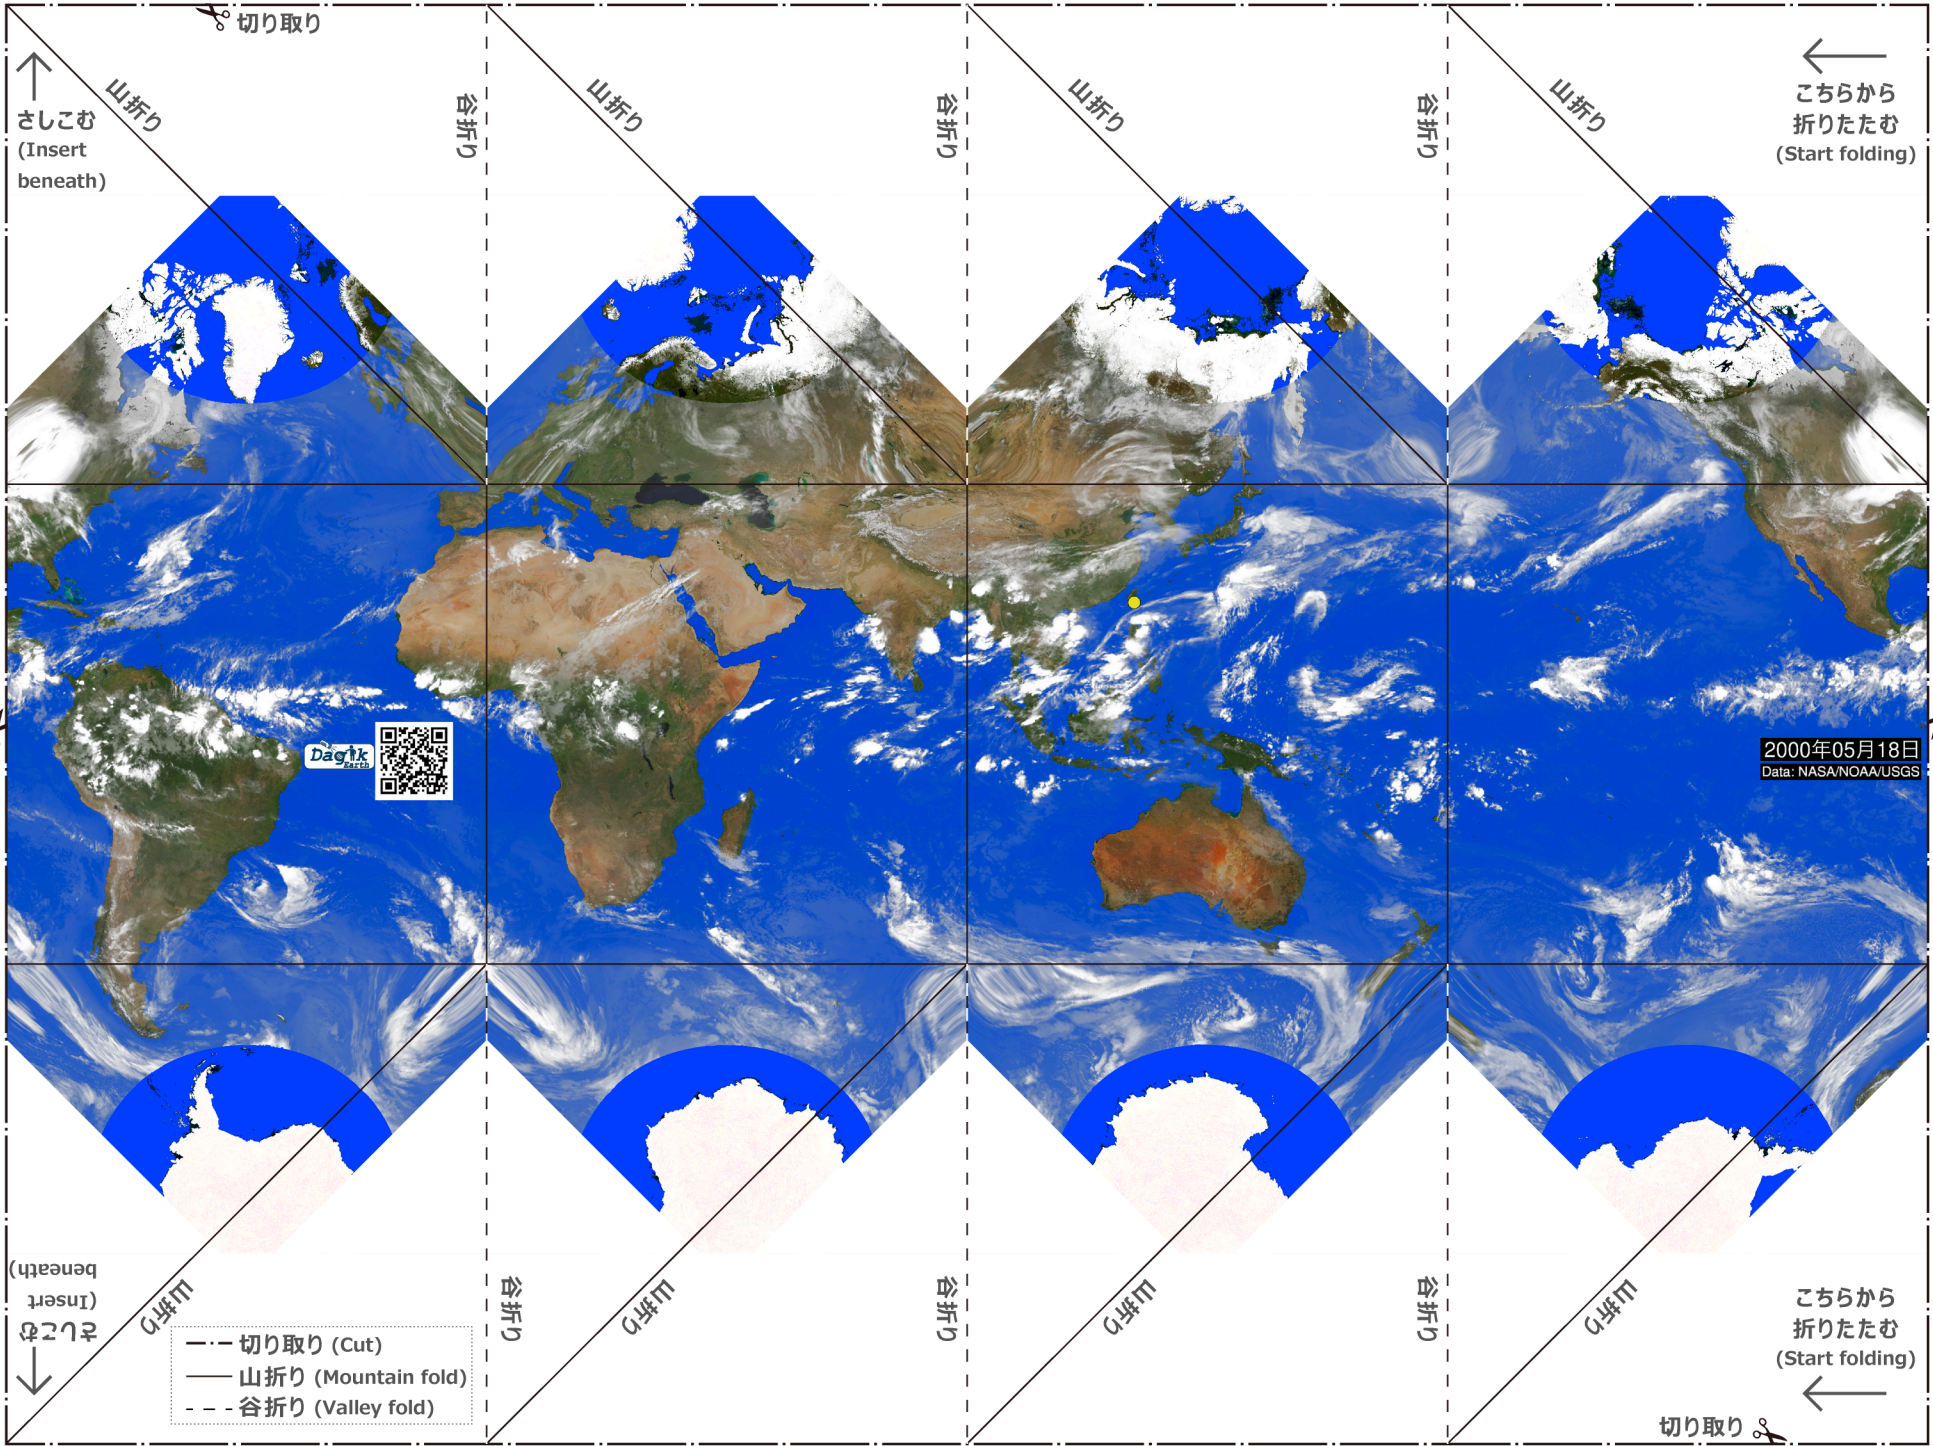 切り取り
山折り
谷折り
山折り
谷折り
山折り
谷折り
山折り
さしこむ
(Insert
beneath)
こちらから
折りたたむ
(Start folding)
Dagik
Earth
2000年05月18日
Data: NASA/NOAA/USGS
さしこむ
(Insert
beneath)
山折り
谷折り
山折り
谷折り
山折り
谷折り
山折り
こちらから
折りたたむ
(Start folding)
切り取り (Cut)
山折り (Mountain fold)
谷折り (Valley fold)
切り取り